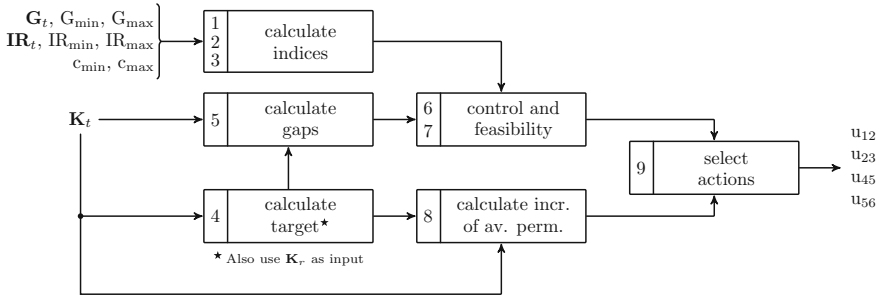 G_t, G_min, G_max
IR_t, IR_min, IR_max
c_min, c_max
1
2
3
calculate
indices
K_t
5
calculate
gaps
6
7
control and
feasibility
4
calculate
target★
8
calculate incr.
of av. perm.
★ Also use K_r as input
9
select
actions
u_12
u_23
u_45
u_56